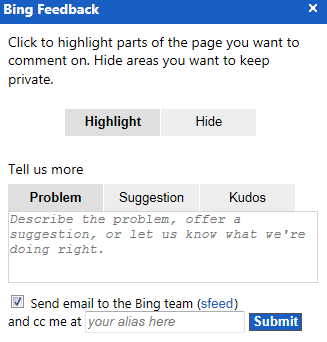 Bing Feedback ×
Click to highlight parts of the page you want to
comment on. Hide areas you want to keep
private.
Highlight Hide
Tell us more
Problem Suggestion Kudos
Describe the problem, offer a
suggestion, or let us know what we're
doing right.
Send email to the Bing team (sfeed)
and cc me at your alias here Submit